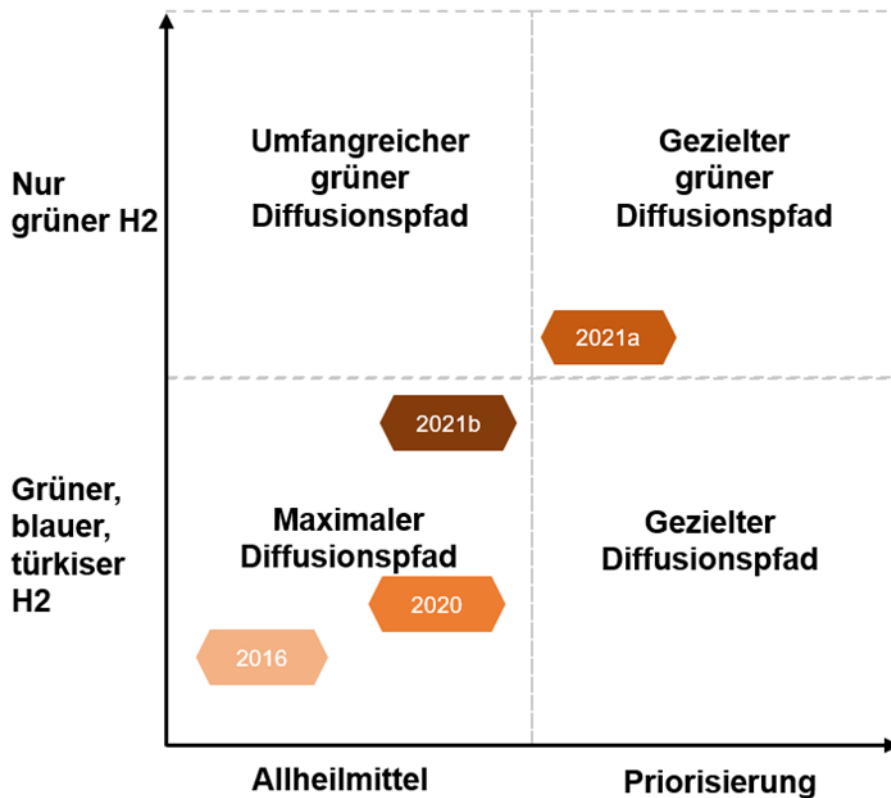 Nur
grüner H2
Umfangreicher
grüner
Diffusionspfad
Gezielter
grüner
Diffusionspfad
2021a
2021b
Grüner,
blauer,
türkiser
H2
Maximaler
Diffusionspfad
Gezielter
Diffusionspfad
2020
2016
Allheilmittel
Priorisierung